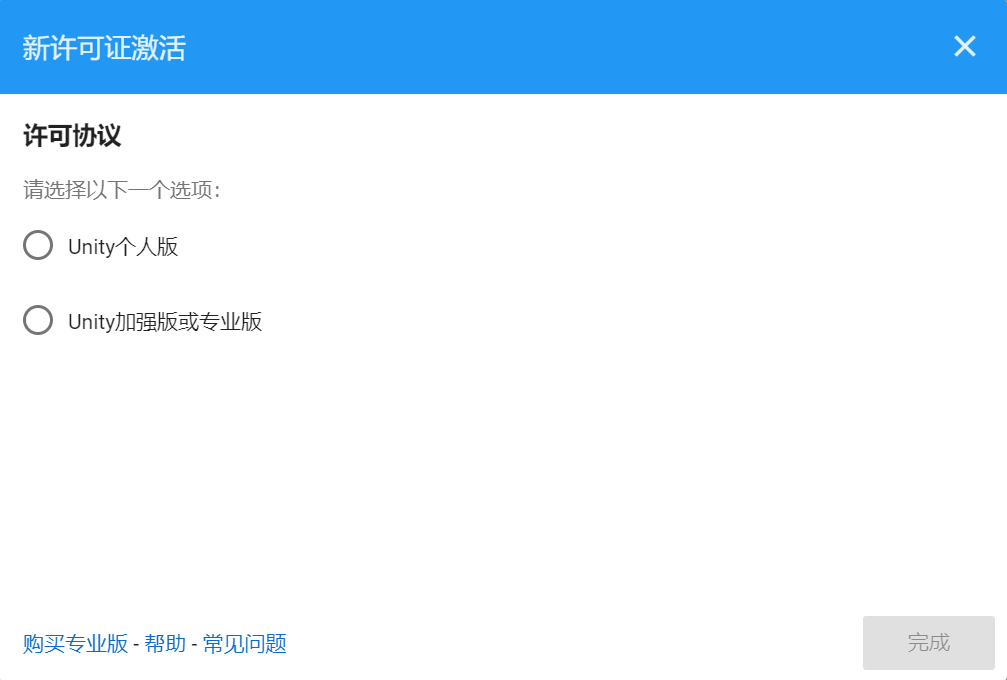 新许可证激活
许可协议
请选择以下一个选项:
Unity个人版
Unity加强版或专业版
购买专业版 - 帮助 - 常见问题
完成